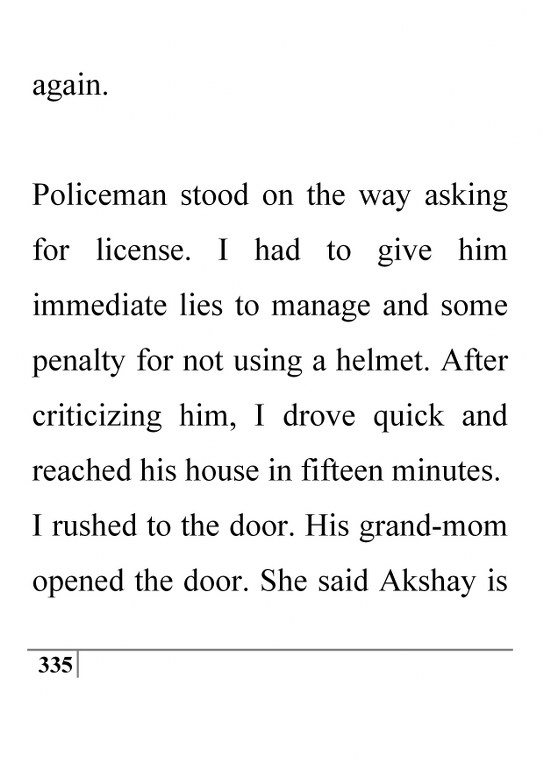 again.
Policeman stood on the way asking
for license. I had to give him
immediate lies to manage and some
penalty for not using a helmet. After
criticizing him, I drove quick and
reached his house in fifteen minutes.
I rushed to the door. His grand-mom
opened the door. She said Akshay is
335